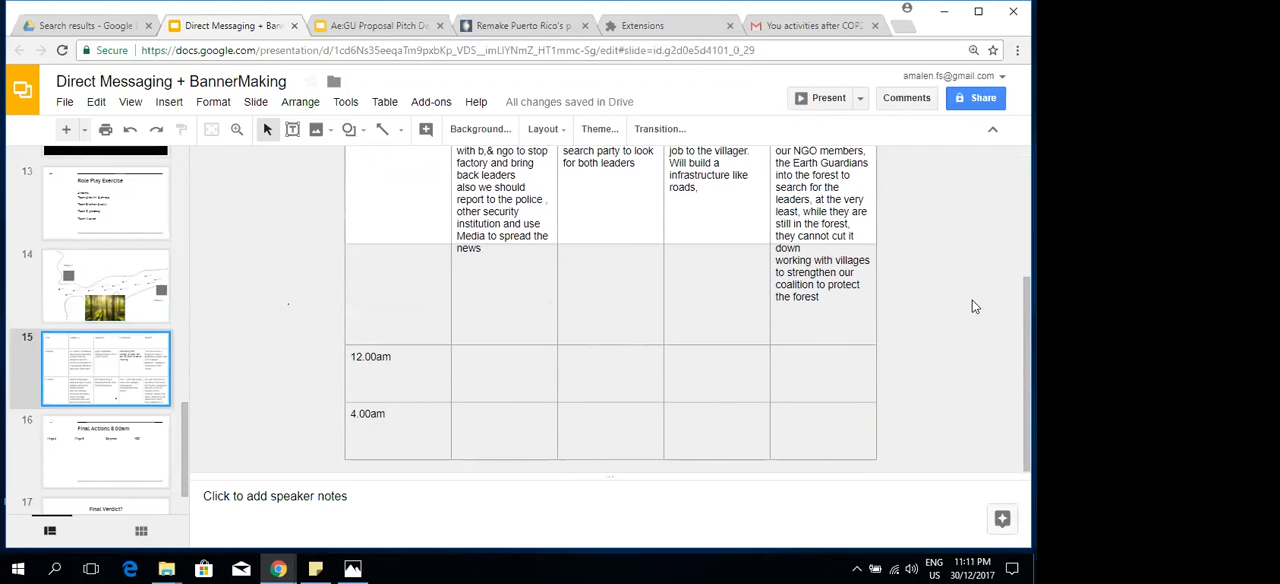 Search results - Google
Direct Messaging + Ban
Ae:GU Proposal Pitch De
Remake Puerto Rico's p
Extensions
You activities after COP2
Secure
https://docs.google.com/presentation/d/1cd6Ns35eeqaTm9pxbKp_VDS__imLIYNmZ_HT1mmc-Sg/edit#slide=id.g2d0e5d4101_0_29
Direct Messaging + BannerMaking
amalen.fs@gmail.com
File Edit View Insert Format Slide Arrange Tools Table Add-ons Help All changes saved in Drive
Present
Comments
Share
Background...
Layout
Theme...
Transition...
13
Role Play Exercise
14
15
16
Final Actions 8.00am
17
Final Verdict?
with b,& ngo to stop
factory and bring
back leaders
also we should
report to the police ,
other security
institution and use
Media to spread the
news
search party to look
for both leaders
job to the villager.
Will build a
infrastructure like
roads,
our NGO members,
the Earth Guardians
into the forest to
search for the
leaders, at the very
least, while they are
still in the forest,
they cannot cut it
down
working with villages
to strengthen our
coalition to protect
the forest
12.00am
4.00am
Click to add speaker notes
ENG
US
11:11 PM
30/12/2017